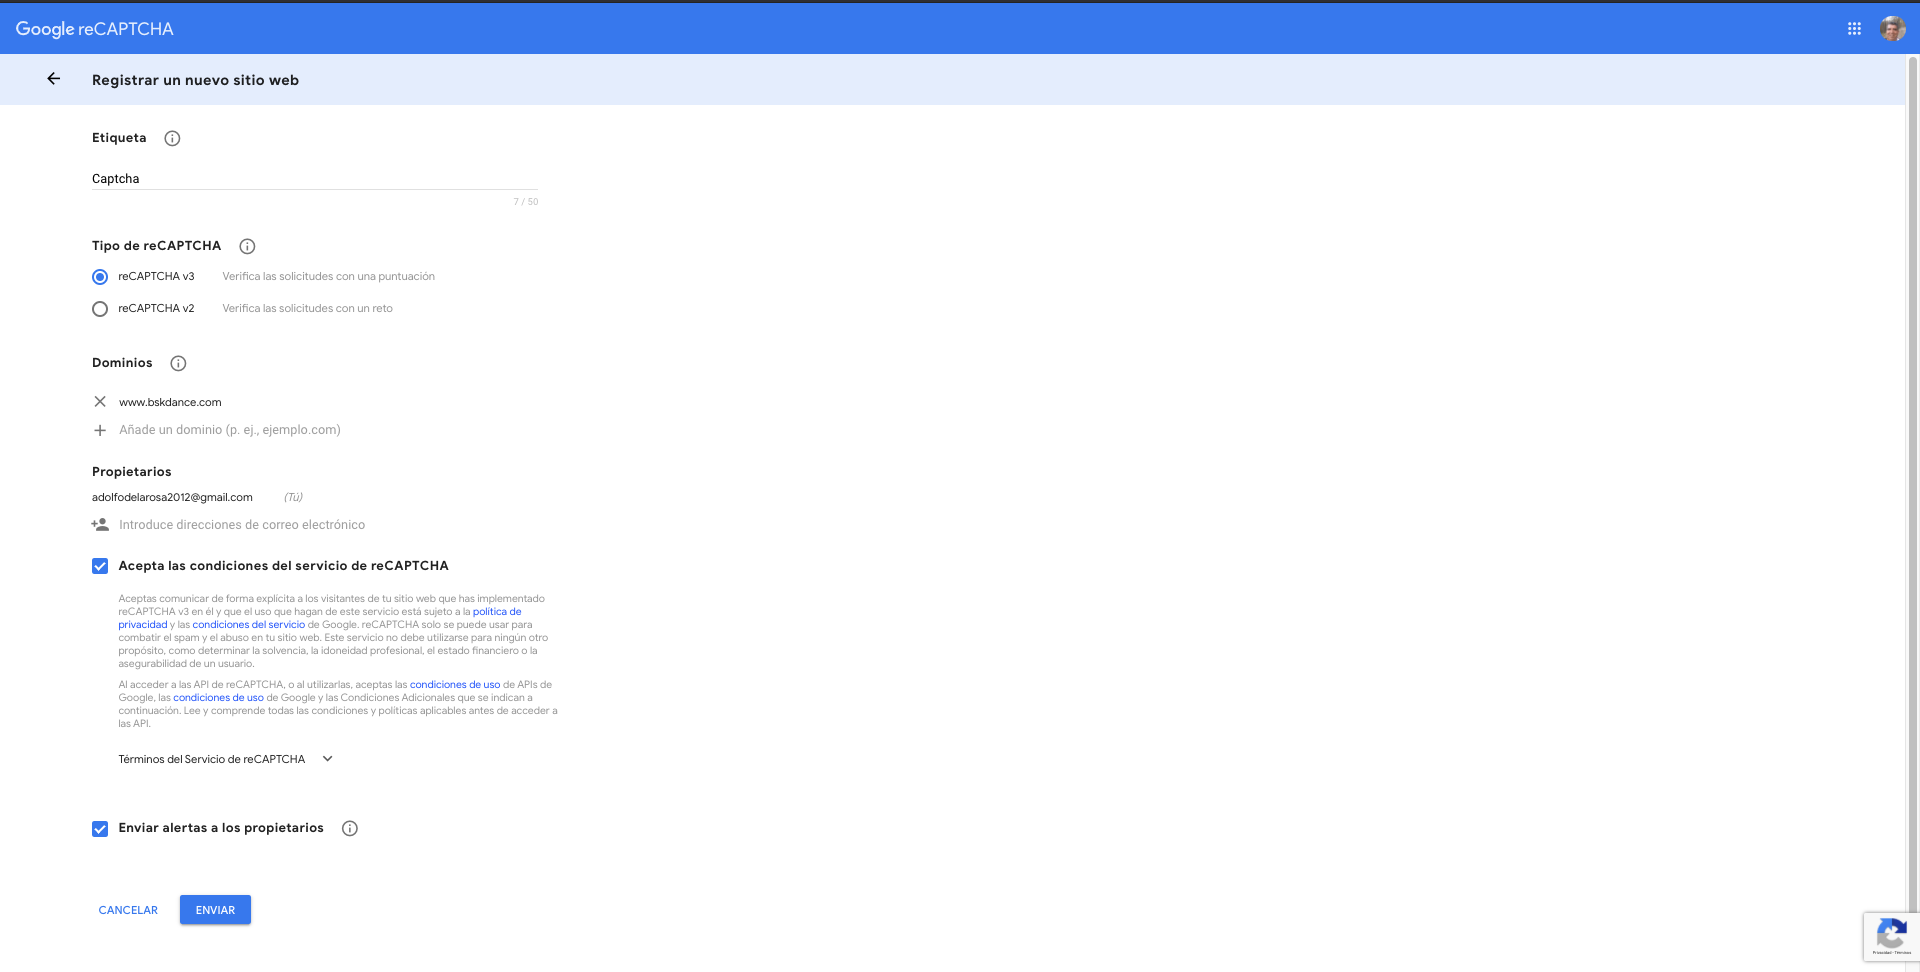 Google reCAPTCHA
Registrar un nuevo sitio web
Etiqueta
Captcha
7 / 50
Tipo de reCAPTCHA
reCAPTCHA v3 Verifica las solicitudes con una puntuación
reCAPTCHA v2 Verifica las solicitudes con un reto
Dominios
www.bskdance.com
Añade un dominio (p. ej., ejemplo.com)
Propietarios
adolfodelarosa2012@gmail.com (Tú)
Introduce direcciones de correo electrónico
Acepta las condiciones del servicio de reCAPTCHA
Aceptas comunicar de forma explícita a los visitantes de tu sitio web que has implementado
reCAPTCHA v3 en él y que el uso que hagan de este servicio está sujeto a la política de
privacidad y las condiciones del servicio de Google. reCAPTCHA solo se puede usar para
combatir el spam y el abuso en tu sitio web. Este servicio no debe utilizarse para ningún otro
propósito, como determinar la solvencia, la idoneidad profesional, el estado financiero o la
asegurabilidad de un usuario.
Al acceder a las API de reCAPTCHA, o al utilizarlas, aceptas las condiciones de uso de APIs de
Google, las condiciones de uso de Google y las Condiciones Adicionales que se indican a
continuación. Lee y comprende todas las condiciones y políticas aplicables antes de acceder a
las API.
Términos del Servicio de reCAPTCHA
Enviar alertas a los propietarios
CANCELAR ENVIAR
Privacidad - Términos